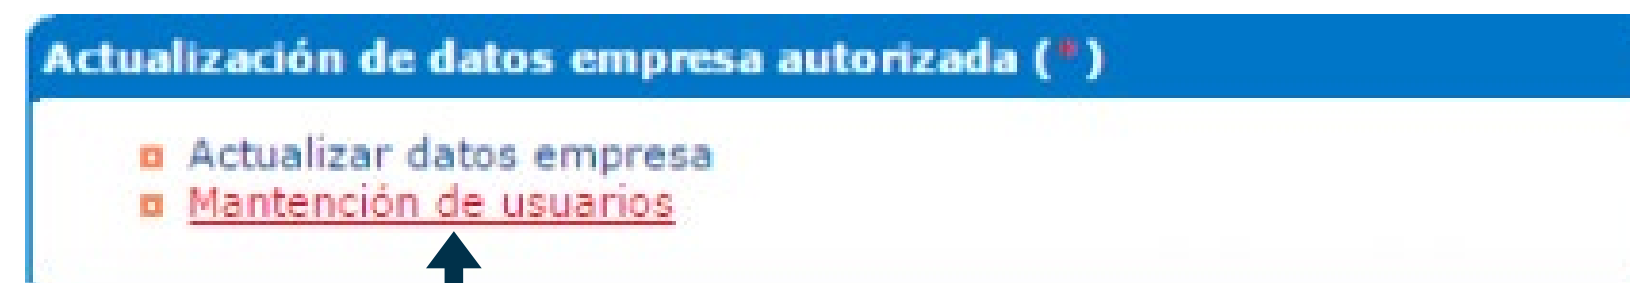 Actualización de datos empresa autorizada (*)
Actualizar datos empresa
Mantención de usuarios